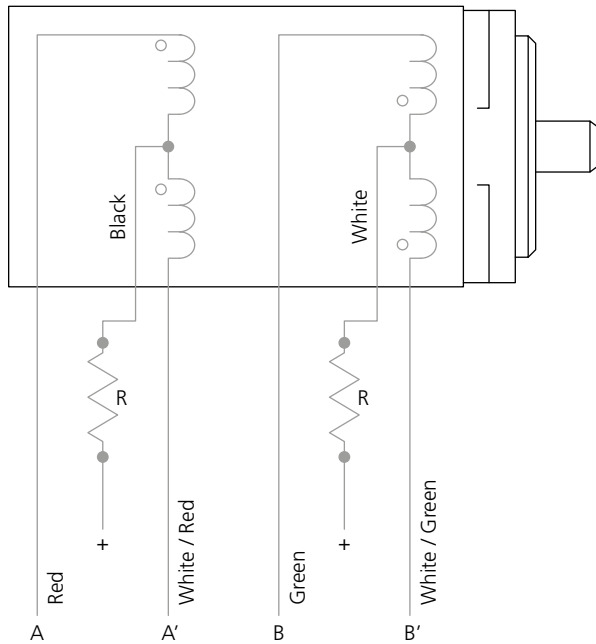 Black
White
R
R
+
+
Red
White / Red
Green
White / Green
A
A'
B
B'